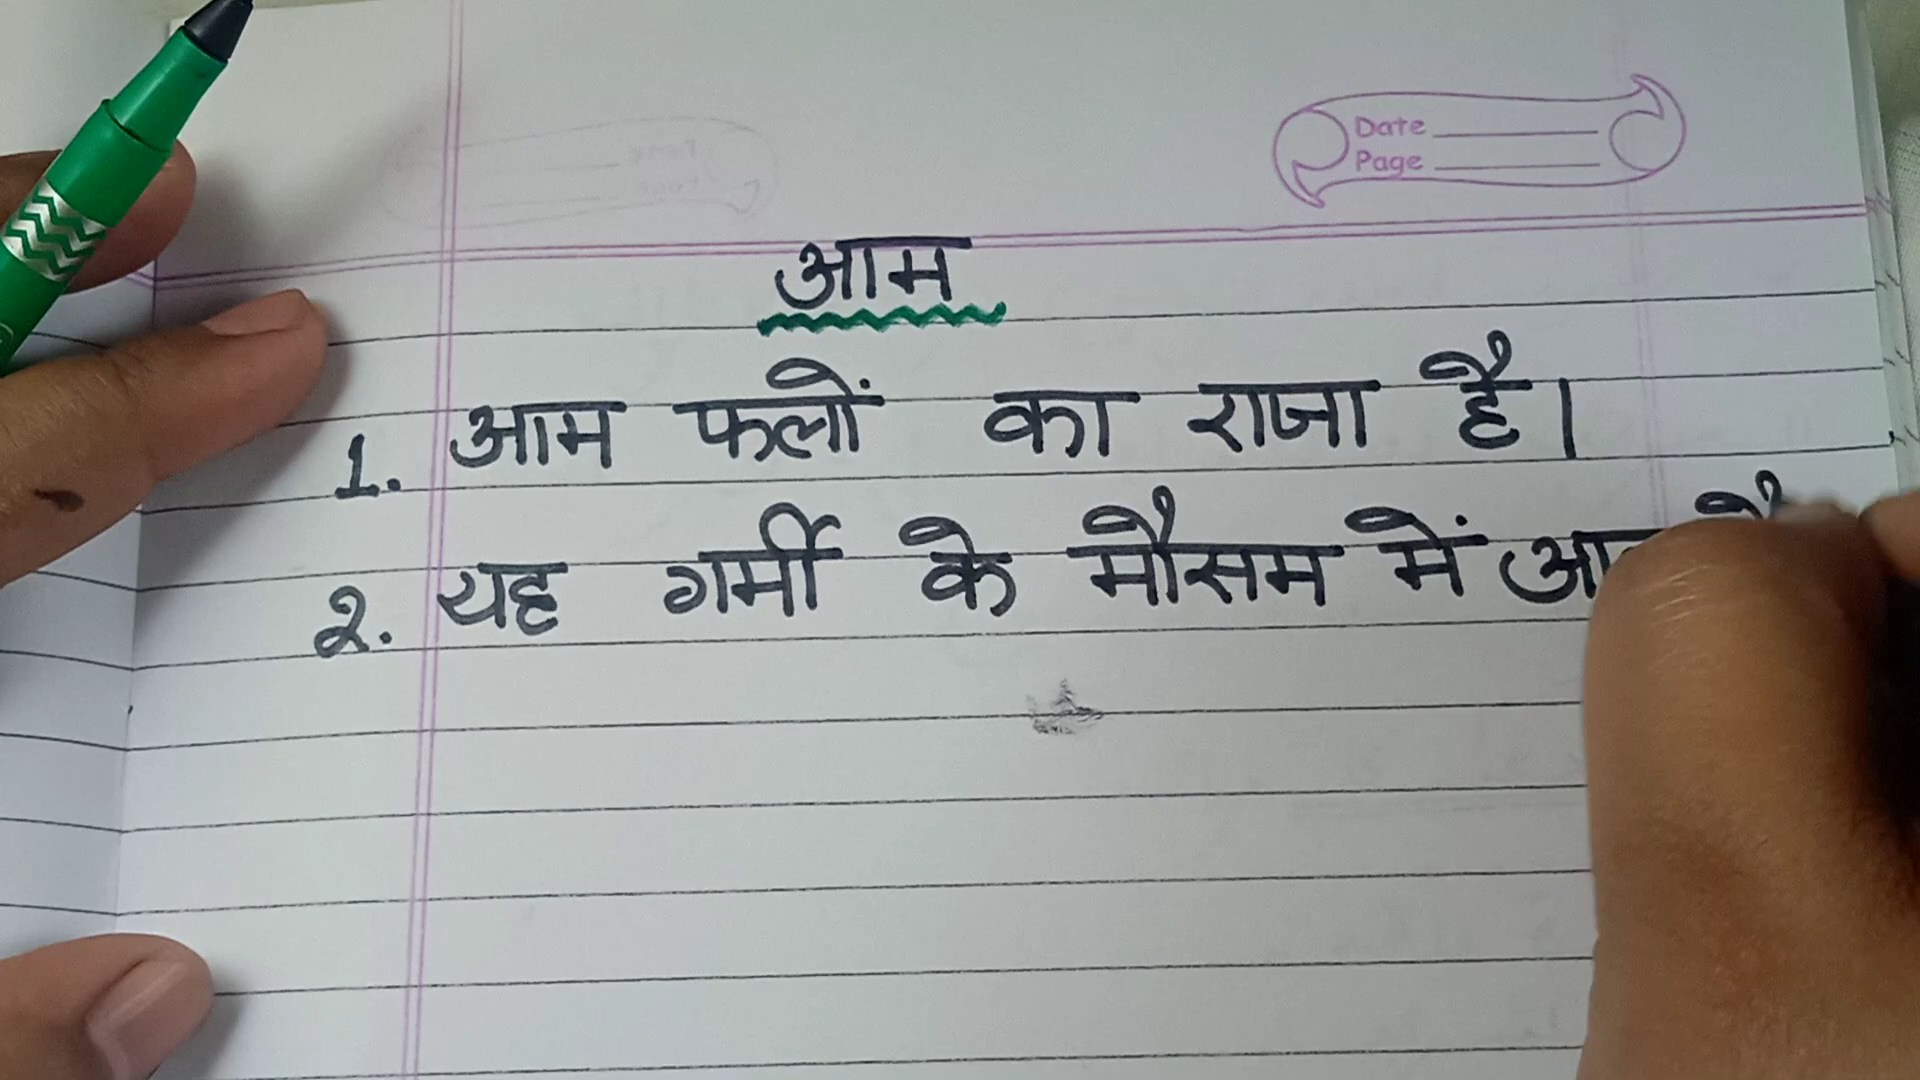 Date
Page
आम
1. आम फलों का राजा है।
2. यह गर्मी के मौसम में